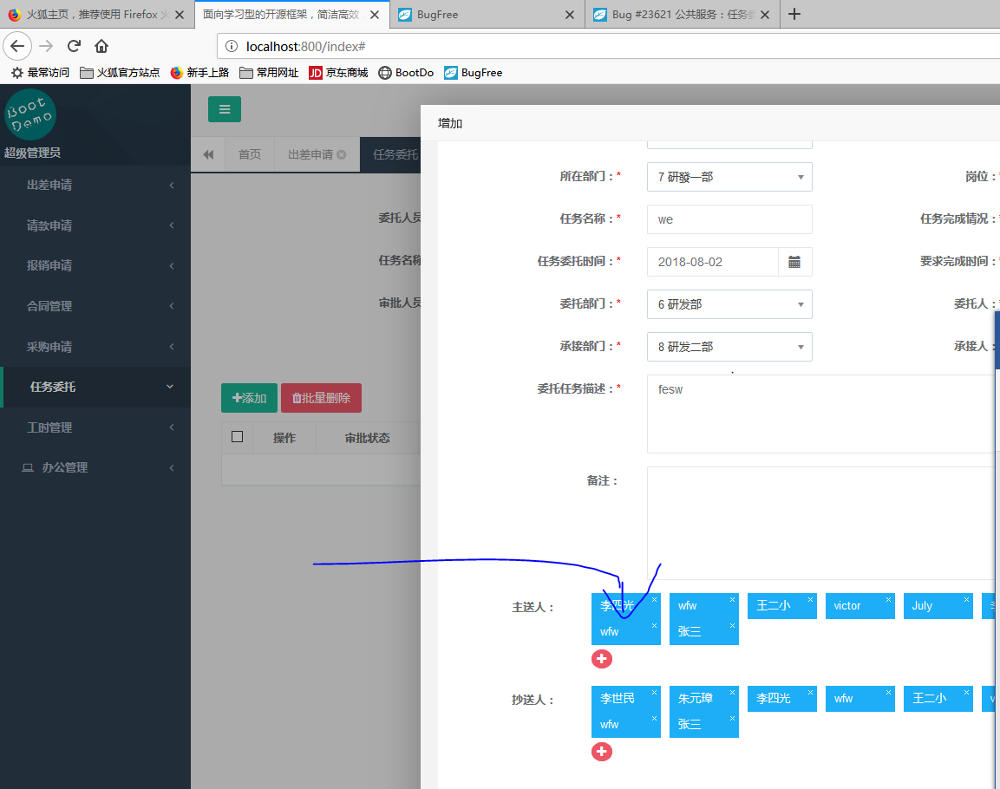 火狐主页，推荐使用 Firefox
面向学习型的开源框架，简洁高效
BugFree
Bug #23621 公共服务：任务委
localhost:800/index#
最常访问 火狐官方站点 新手上路 常用网址 JD 京东商城 BootDo BugFree
Boot
Demo
超级管理员
出差申请
请款申请
报销申请
合同管理
采购申请
任务委托
工时管理
办公管理
首页 出差申请 任务委托
委托人员
任务名称
审批人员
添加 批量删除
操作 审批状态
增加
所在部门：* 7 研發一部 岗位：*
任务名称：* we 任务完成情况：*
任务委托时间：* 2018-08-02 要求完成时间：*
委托部门：* 6 研发部 委托人：*
承接部门：* 8 研发二部 承接人：
委托任务描述：* fesw
备注：
主送人： 李四光 wfw 王二小 victor July
wfw 张三
抄送人： 李世民 朱元璋 李四光 wfw 王二小
wfw 张三